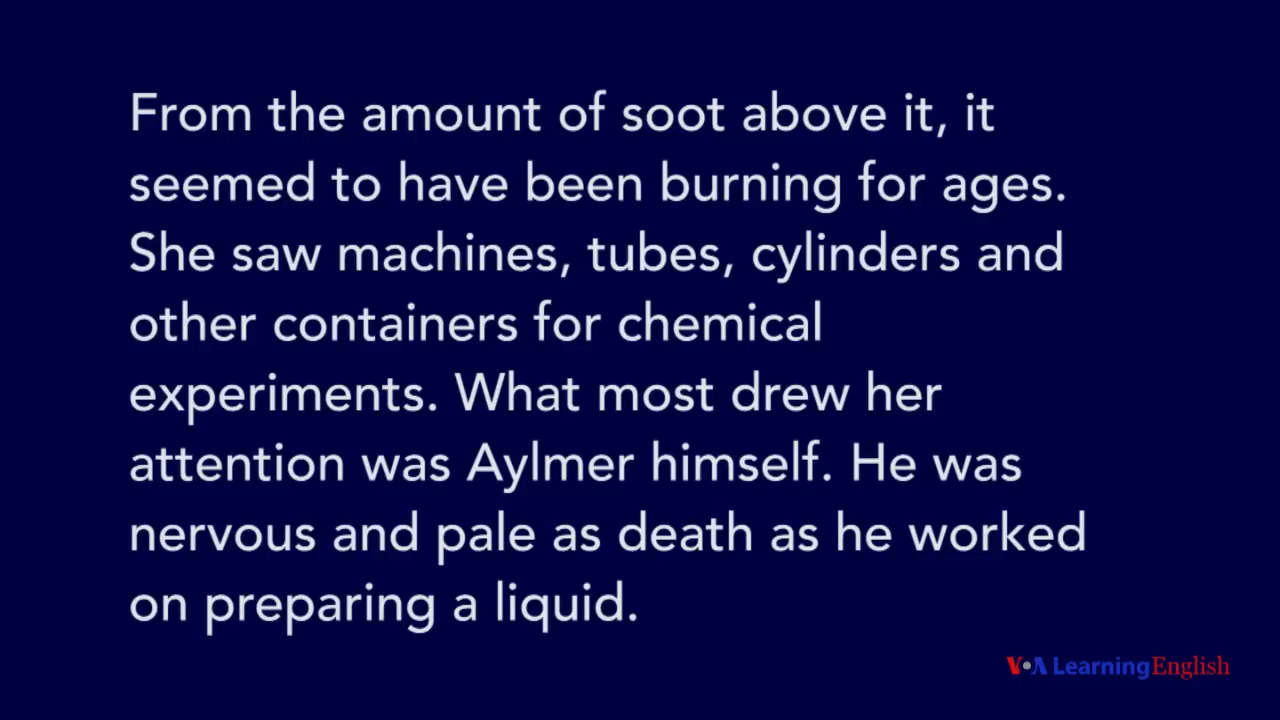 From the amount of soot above it, it
seemed to have been burning for ages.
She saw machines, tubes, cylinders and
other containers for chemical
experiments. What most drew her
attention was Aylmer himself. He was
nervous and pale as death as he worked
on preparing a liquid.
VOA Learning English